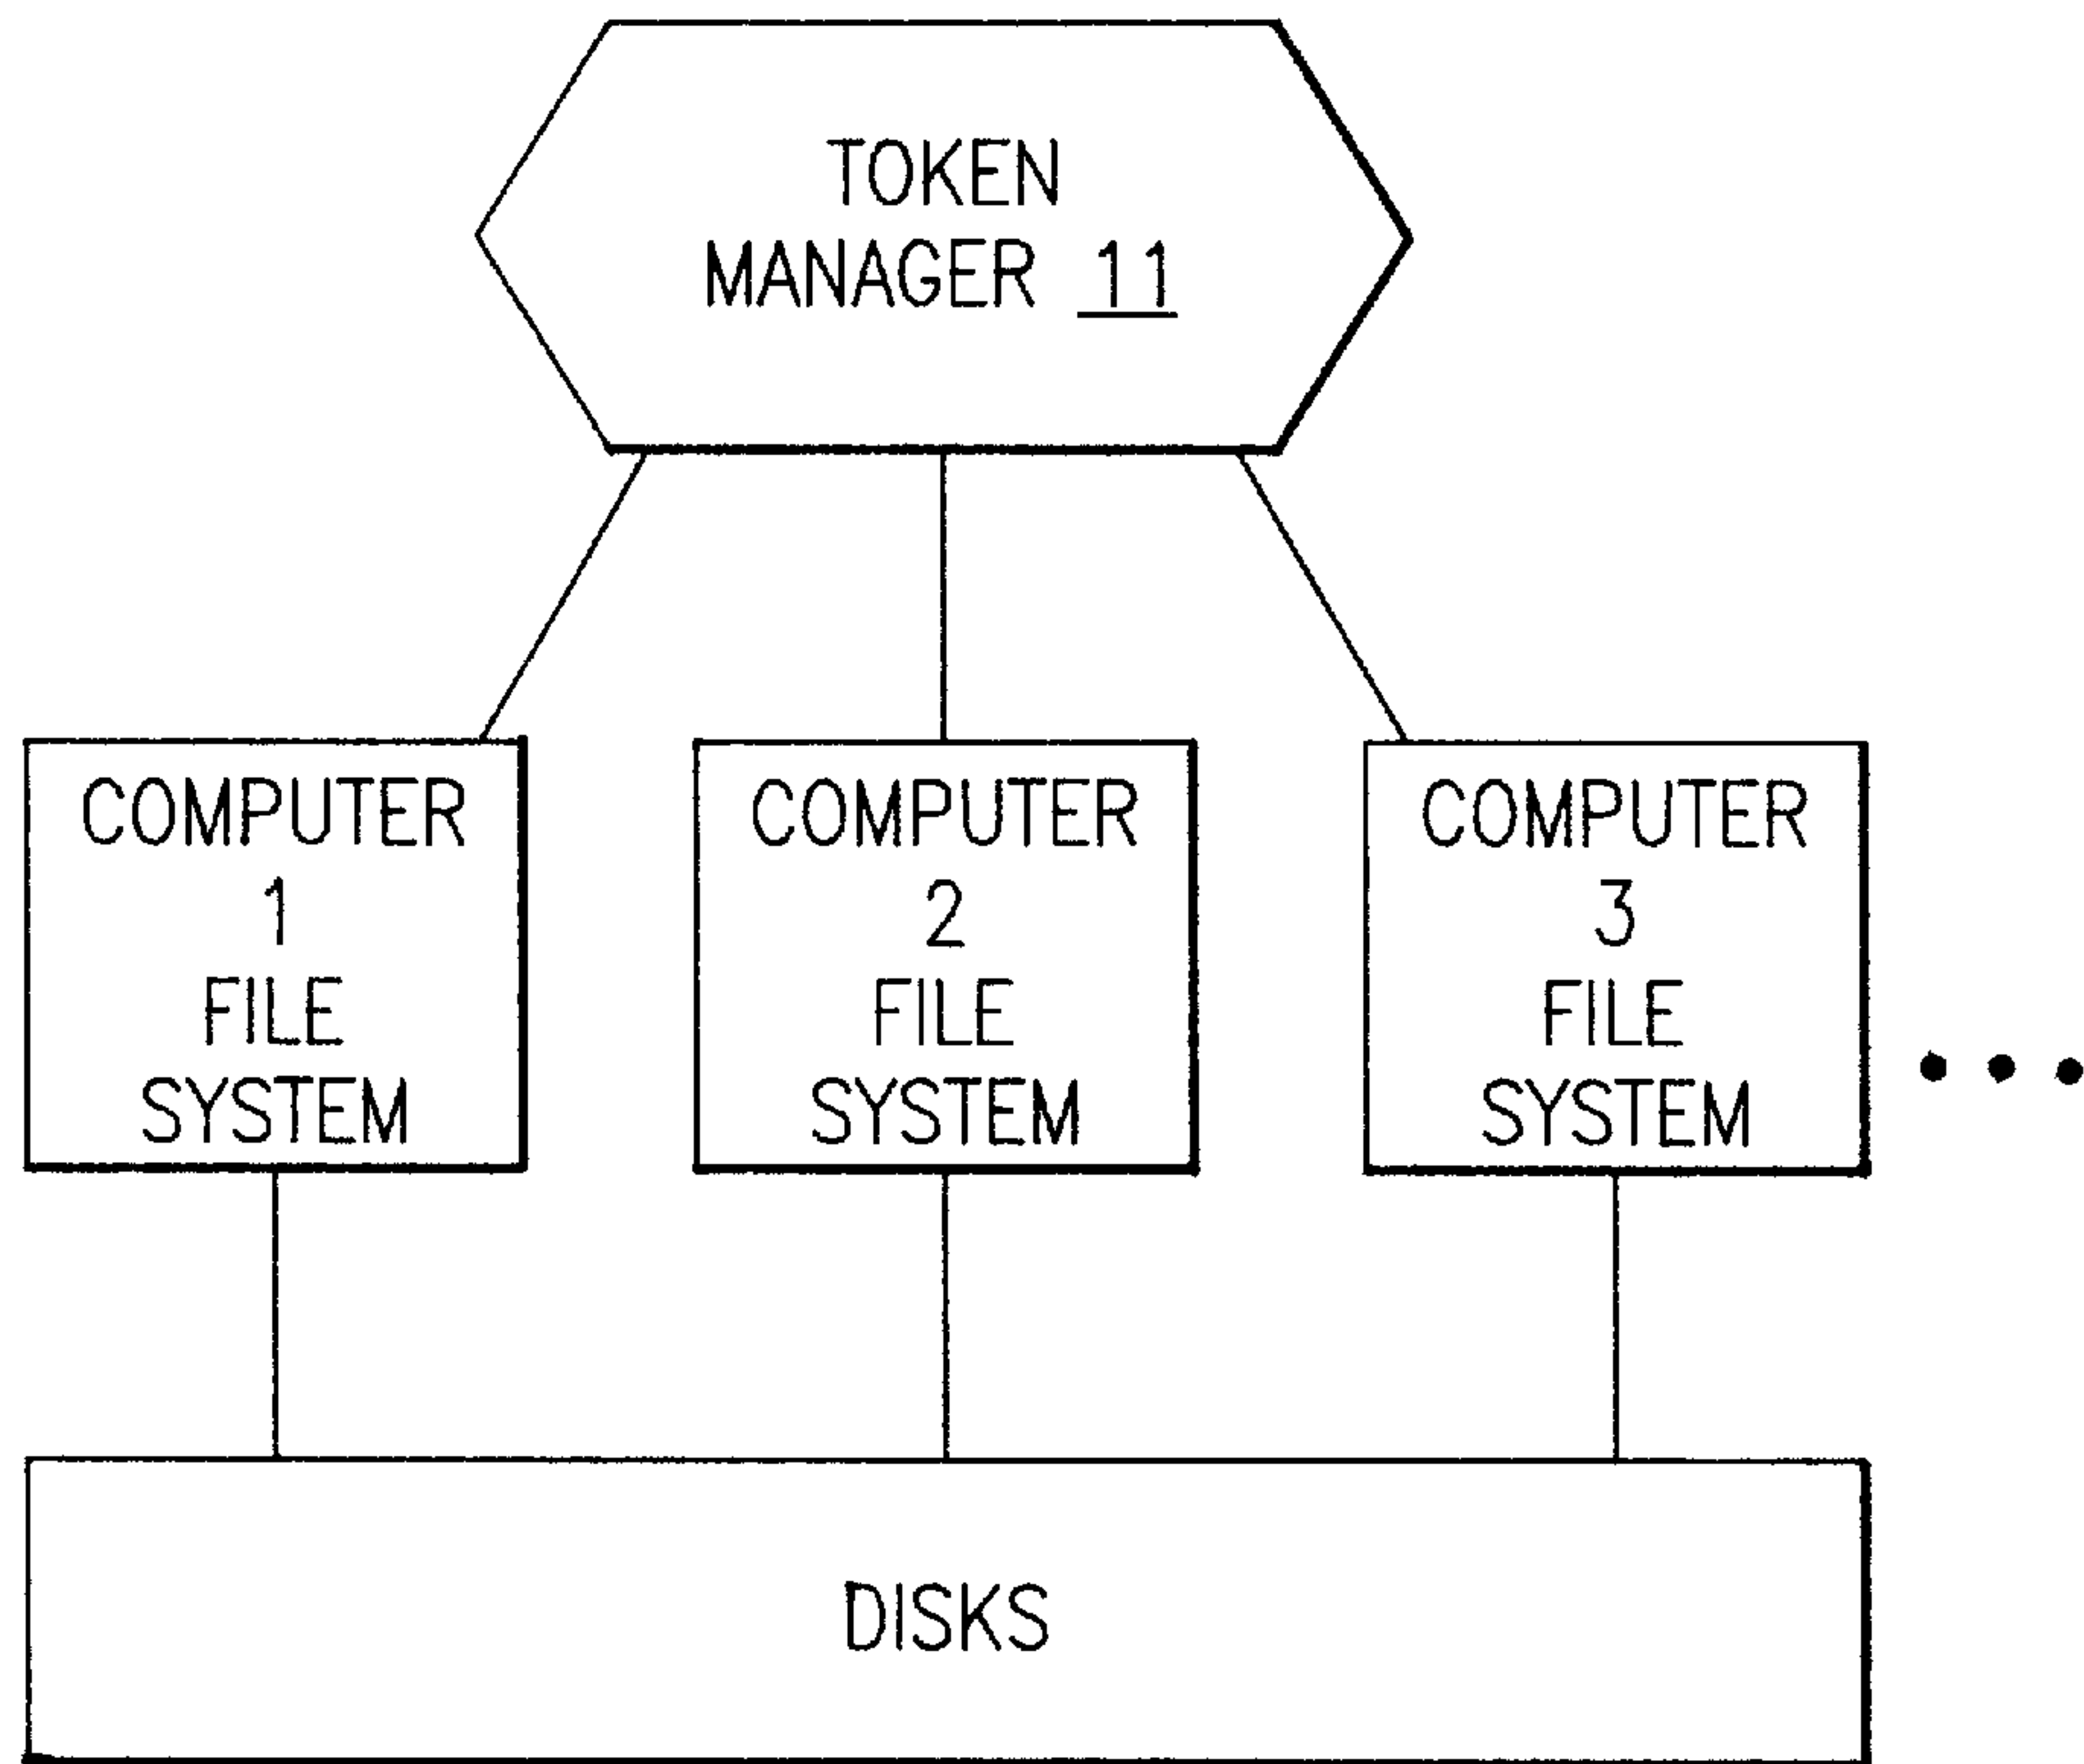 TOKEN
MANAGER 11
COMPUTER
1
FILE
SYSTEM
COMPUTER
2
FILE
SYSTEM
COMPUTER
3
FILE
SYSTEM
DISKS